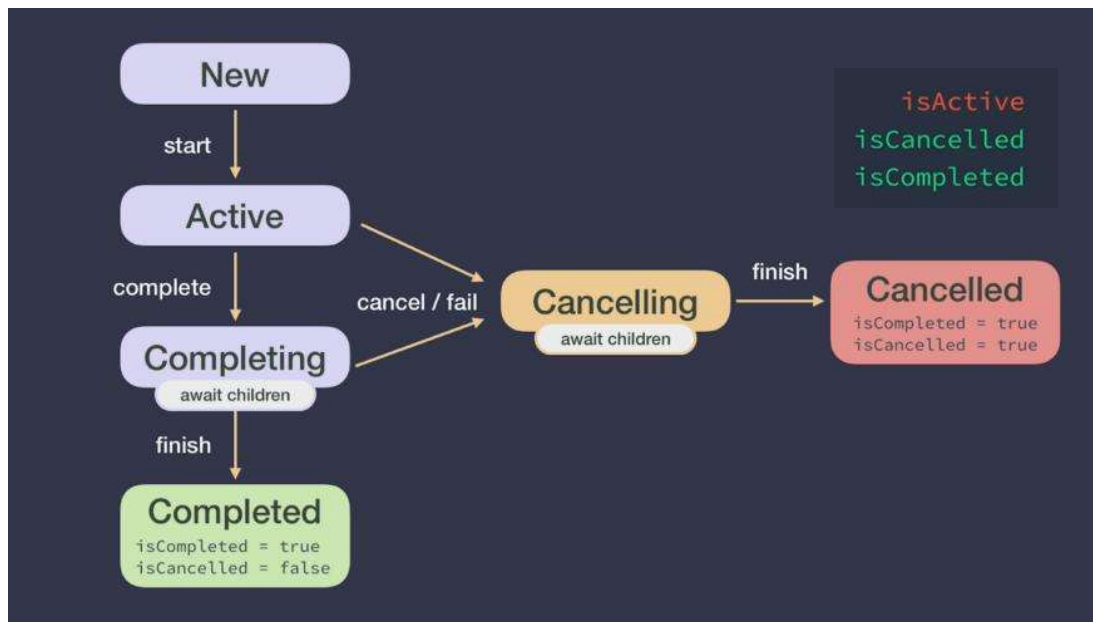 New
isActive
isCancelled
isCompleted
start
Active
complete
cancel / fail
Cancelling
await children
finish
Cancelled
isCompleted = true
isCancelled = true
Completing
await children
finish
Completed
isCompleted = true
isCancelled = false